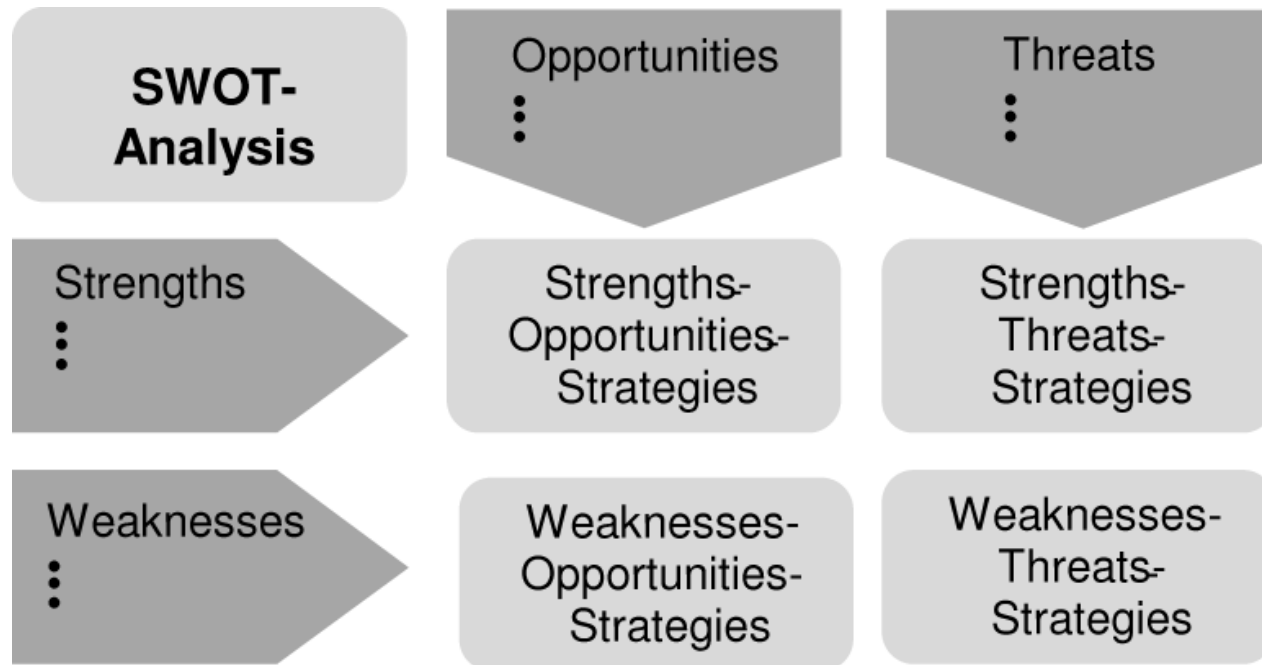 SWOT-
Analysis
Opportunities
Threats
Strengths
Strengths-
Opportunities-
Strategies
Strengths-
Threats-
Strategies
Weaknesses
Weaknesses-
Opportunities-
Strategies
Weaknesses-
Threats-
Strategies